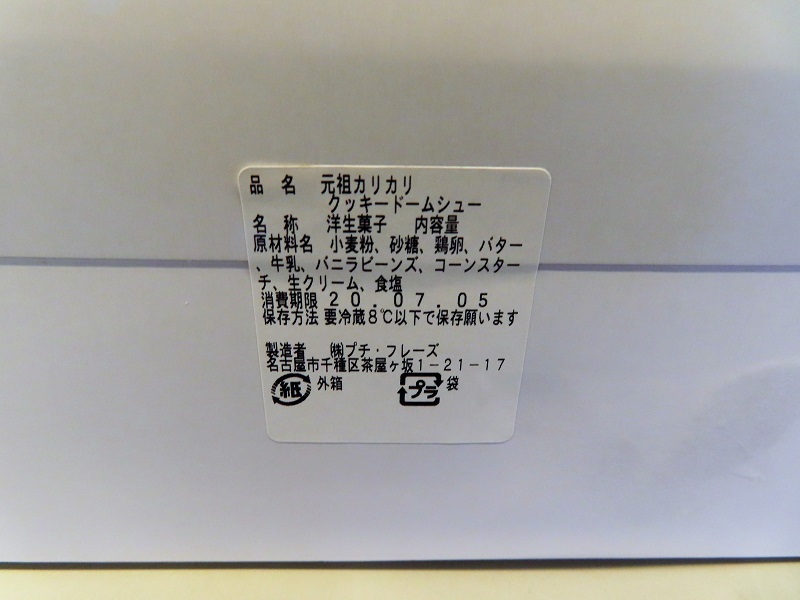 品 名 元祖カリカリ
クッキードームシュー
名 称 洋生菓子 内容量
原材料名 小麦粉、砂糖、鶏卵、バター
、牛乳、バニラビーンズ、コーンスター
チ、生クリーム、食塩
消費期限 20.07.05
保存方法 要冷蔵8℃以下で保存願います
製造者 ㈱プチ・フレーズ
名古屋市千種区茶屋ヶ坂1-21-17
紙 外箱 プラ 袋